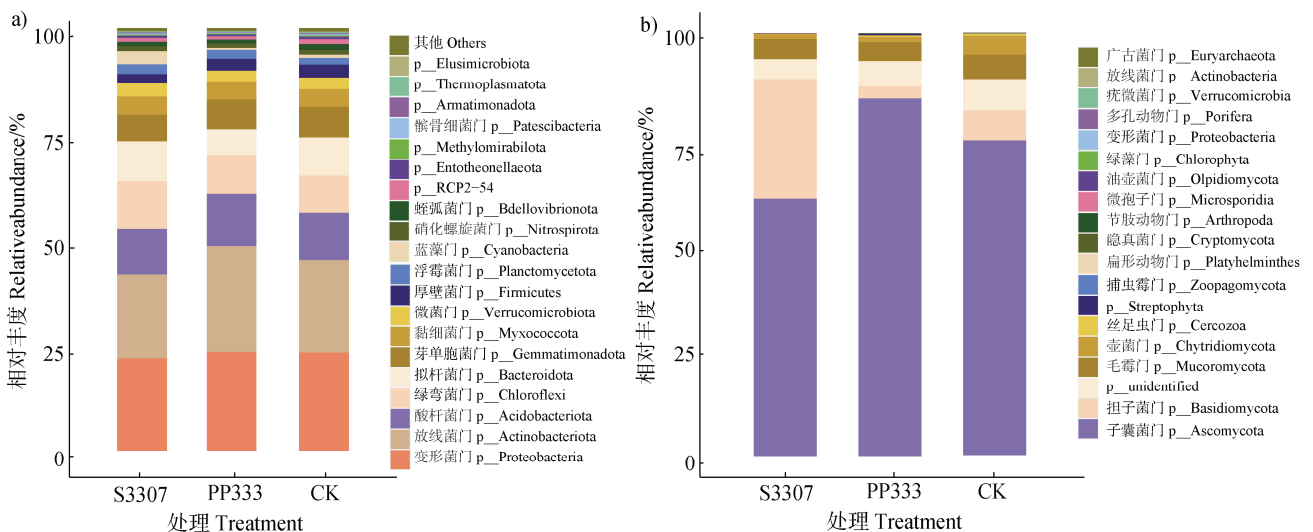 a)
相对丰度 Relativeabundance/%
100
75
50
25
0
S3307
PP333
CK
处理 Treatment
其他 Others
p__Elusimicrobiota
p__Thermoplasmatota
p__Armatimonadota
髌骨细菌门 p__Patescibacteria
p__Methylomirabilota
p__Entotheonellaeota
p__RCP2−54
蛭弧菌门 p__Bdellovibrionota
硝化螺旋菌门 p__Nitrospirota
蓝藻门 p__Cyanobacteria
浮霉菌门 p__Planctomycetota
厚壁菌门 p__Firmicutes
微菌门 p__Verrucomicrobiota
黏细菌门 p__Myxococcota
芽单胞菌门 p__Gemmatimonadota
拟杆菌门 p__Bacteroidota
绿弯菌门 p__Chloroflexi
酸杆菌门 p__Acidobacteriota
放线菌门 p__Actinobacteriota
变形菌门 p__Proteobacteria
b)
相对丰度 Relativeabundance/%
100
75
50
25
0
S3307
PP333
CK
处理 Treatment
广古菌门 p__Euryarchaeota
放线菌门 p__Actinobacteria
疣微菌门 p__Verrucomicrobia
多孔动物门 p__Porifera
变形菌门 p__Proteobacteria
绿藻门 p__Chlorophyta
油壶菌门 p__Olpidiomycota
微孢子门 p__Microsporidia
节肢动物门 p__Arthropoda
隐真菌门 p__Cryptomycota
扁形动物门 p__Platyhelminthes
捕虫霉门 p__Zoopagomycota
p__Streptophyta
丝足虫门 p__Cercozoa
壶菌门 p__Chytridiomycota
毛霉门 p__Mucoromycota
p__unidentified
担子菌门 p__Basidiomycota
子囊菌门 p__Ascomycota